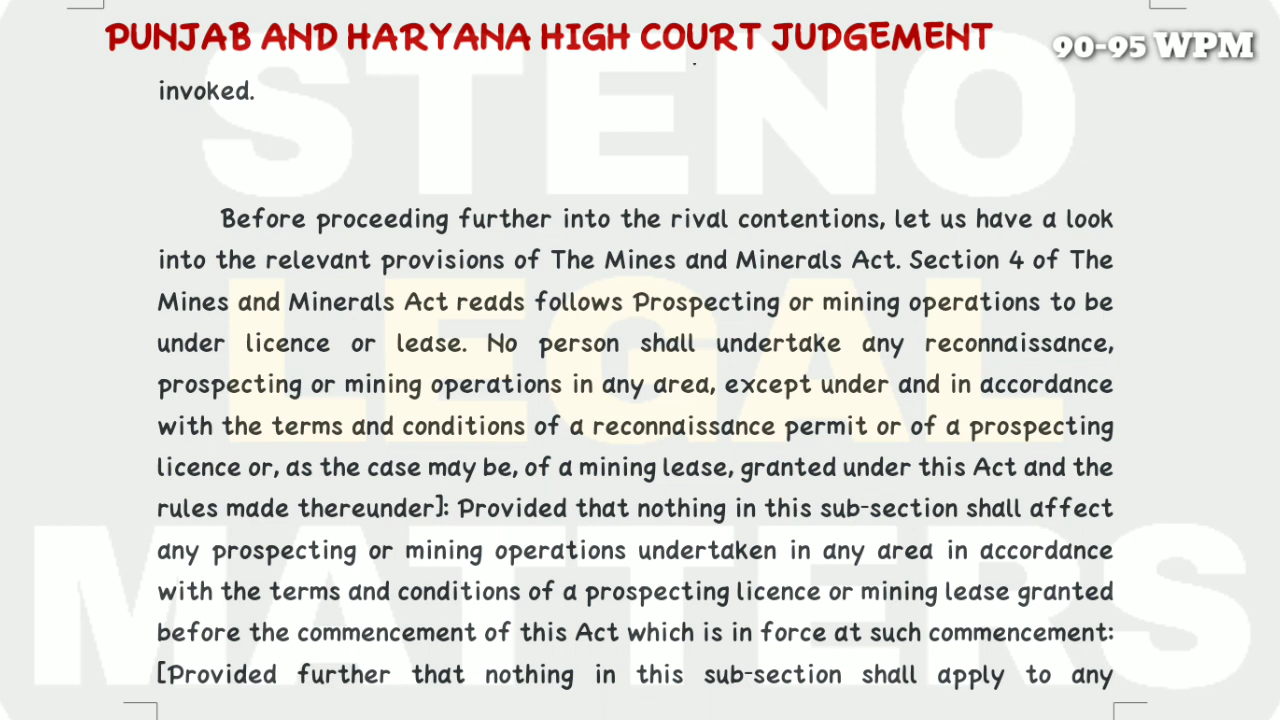 PUNJAB AND HARYANA HIGH COURT JUDGEMENT
90-95 WPM
STENO
LEGAL
MATTERS
invoked.
Before proceeding further into the rival contentions, let us have a look
into the relevant provisions of The Mines and Minerals Act. Section 4 of The
Mines and Minerals Act reads follows Prospecting or mining operations to be
under licence or lease. No person shall undertake any reconnaissance,
prospecting or mining operations in any area, except under and in accordance
with the terms and conditions of a reconnaissance permit or of a prospecting
licence or, as the case may be, of a mining lease, granted under this Act and the
rules made thereunder]: Provided that nothing in this sub-section shall affect
any prospecting or mining operations undertaken in any area in accordance
with the terms and conditions of a prospecting licence or mining lease granted
before the commencement of this Act which is in force at such commencement:
[Provided further that nothing in this sub-section shall apply to any